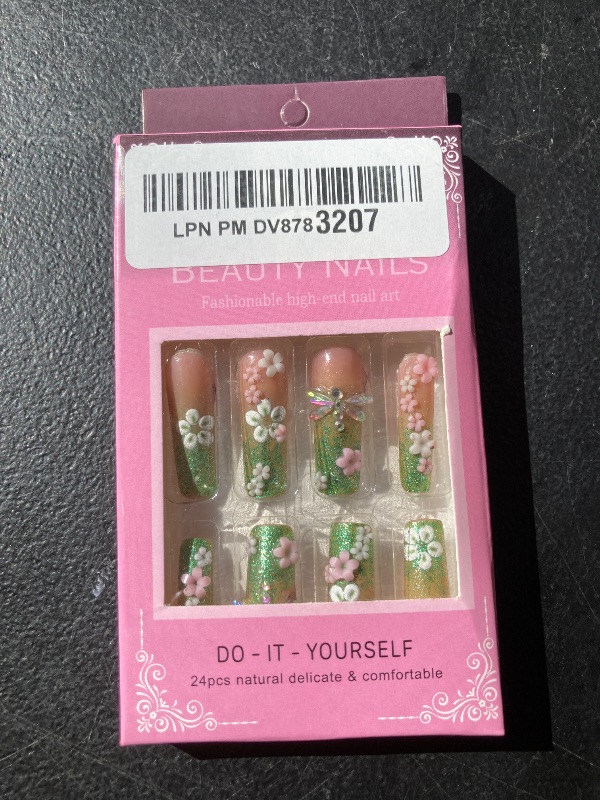 LPN PM DV8783207
BEAUTY NAILS
Fashionable high-end nail art
DO - IT - YOURSELF
24pcs natural delicate & comfortable